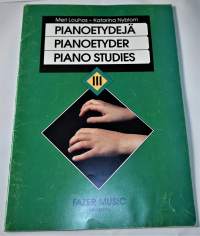 Meri Louhos - Katarina Nyblom
PIANOETYDEJÄ
PIANOETYDER
PIANO STUDIES
III
FAZER MUSIC